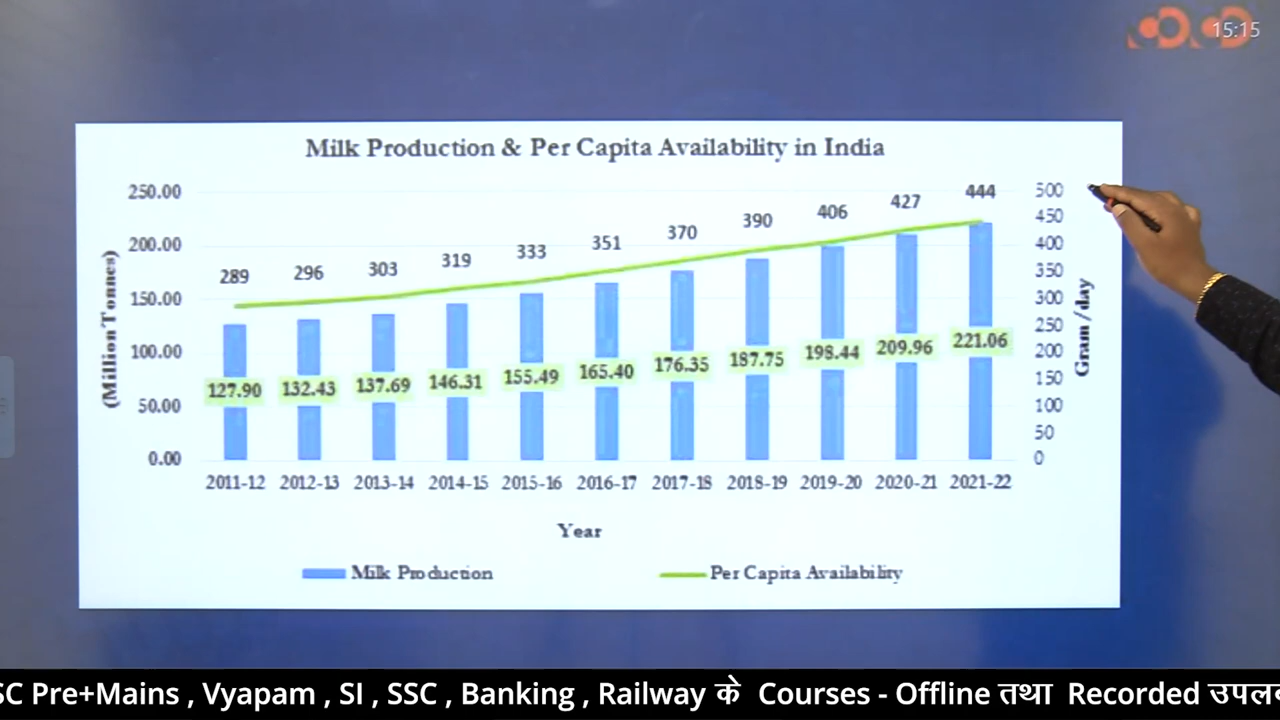 15:15
Milk Production & Per Capita Availability in India
250.00
200.00
150.00
100.00
50.00
0.00
(Million Tonnes)
289 296 303 319 333 351 370 390 406 427 444
127.90 132.43 137.69 146.31 155.49 165.40 176.35 187.75 198.44 209.96 221.06
500
450
400
350
300
250
200
150
100
50
0
Gram /day
2011-12 2012-13 2013-14 2014-15 2015-16 2016-17 2017-18 2018-19 2019-20 2020-21 2021-22
Year
Milk Production Per Capita Availability
SC Pre+Mains , Vyapam , SI , SSC , Banking , Railway के Courses - Offline तथा Recorded